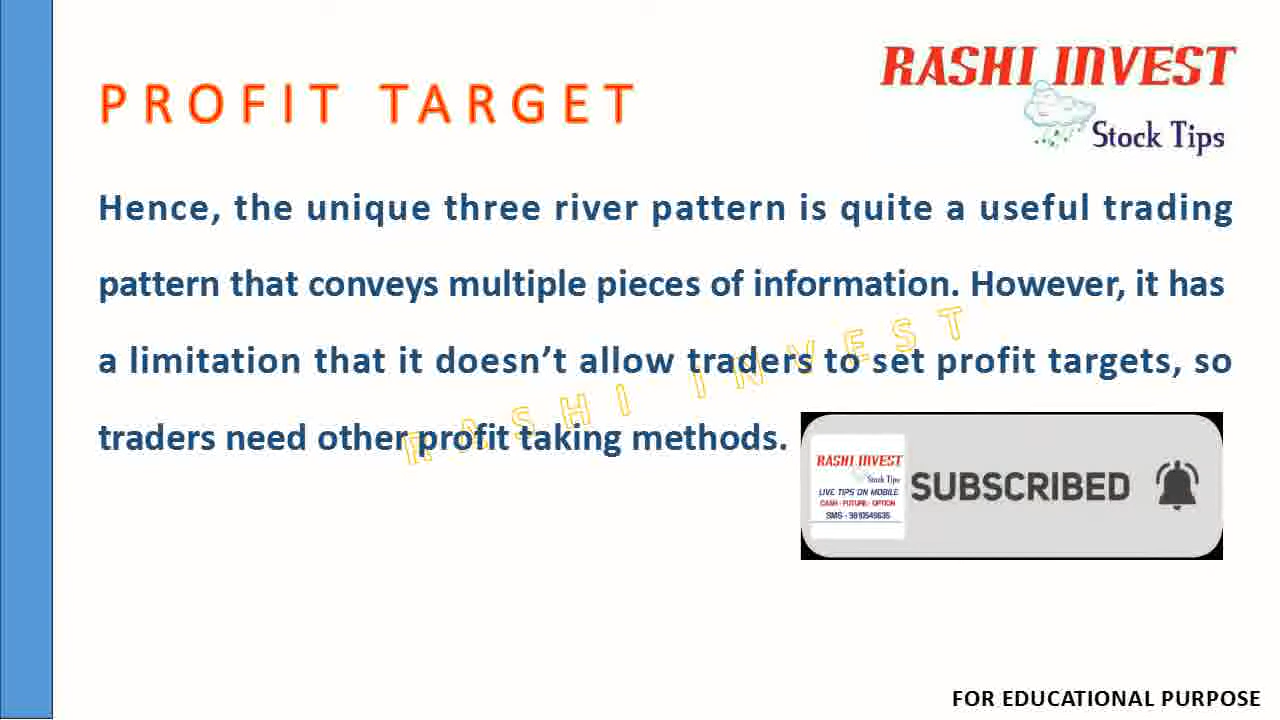 RASHI INVEST
Stock Tips
PROFIT TARGET
Hence, the unique three river pattern is quite a useful trading
pattern that conveys multiple pieces of information. However, it has
a limitation that it doesn’t allow traders to set profit targets, so
traders need other profit taking methods.
RASHI INVEST
RASHI INVEST
Stock Tips
LIVE TIPS ON MOBILE
CASH - FUTURE - OPTION
SMS - 9810549635
SUBSCRIBED
FOR EDUCATIONAL PURPOSE